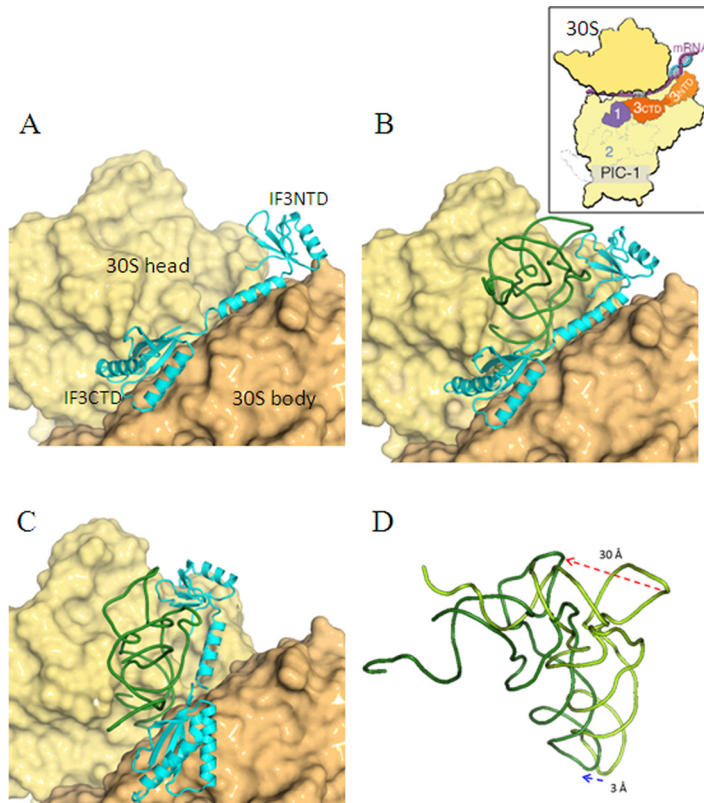 30S
mRNA
3NTD
3CTD
1
2
PIC-1
A
B
IF3NTD
30S head
IF3CTD
30S body
C
D
30 Å
3 Å